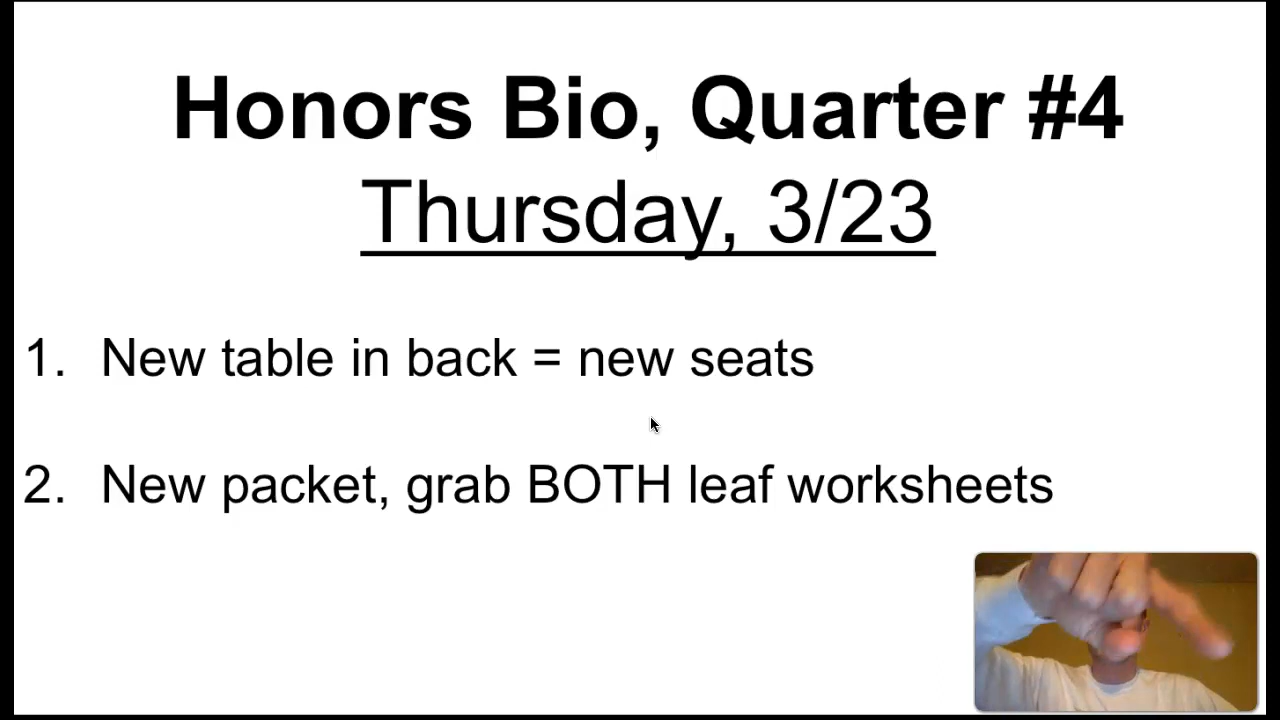 Honors Bio, Quarter #4
Thursday, 3/23
1. New table in back = new seats
2. New packet, grab BOTH leaf worksheets